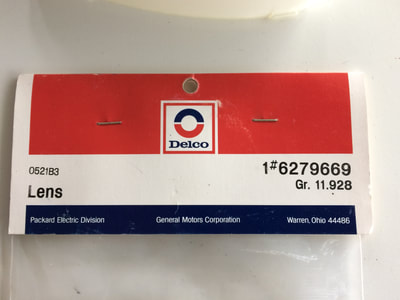 Delco
0521B3
1#6279669
Lens
Gr. 11.928
Packard Electric Division General Motors Corporation Warren, Ohio 44486